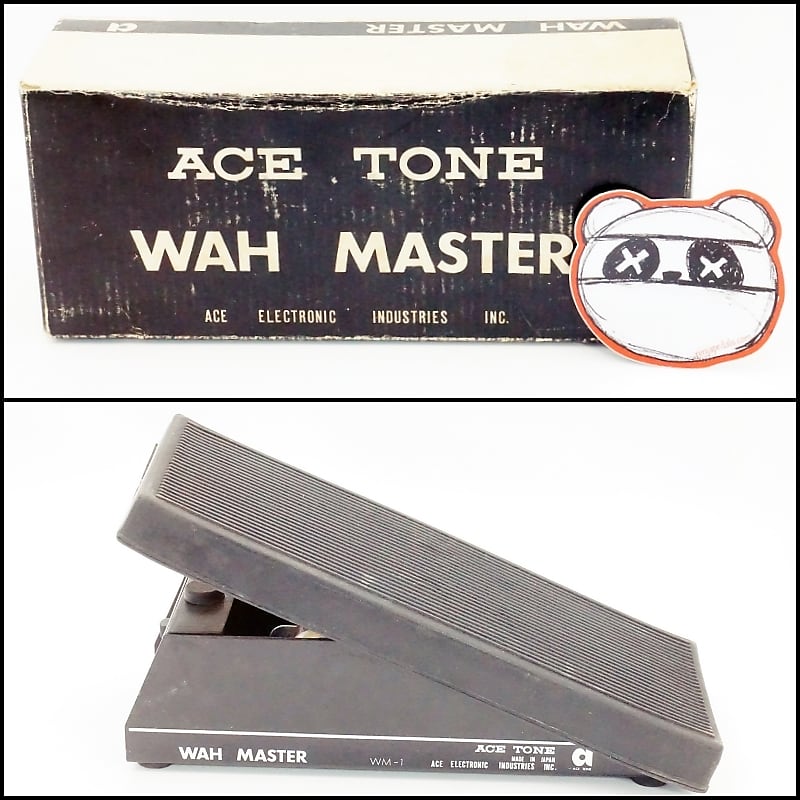 WAH MASTER a
ACE TONE
WAH MASTER
ACE ELECTRONIC INDUSTRIES INC.
ACE TONE
MADE IN JAPAN
WAH MASTER WM-1 ACE ELECTRONIC INDUSTRIES INC. a